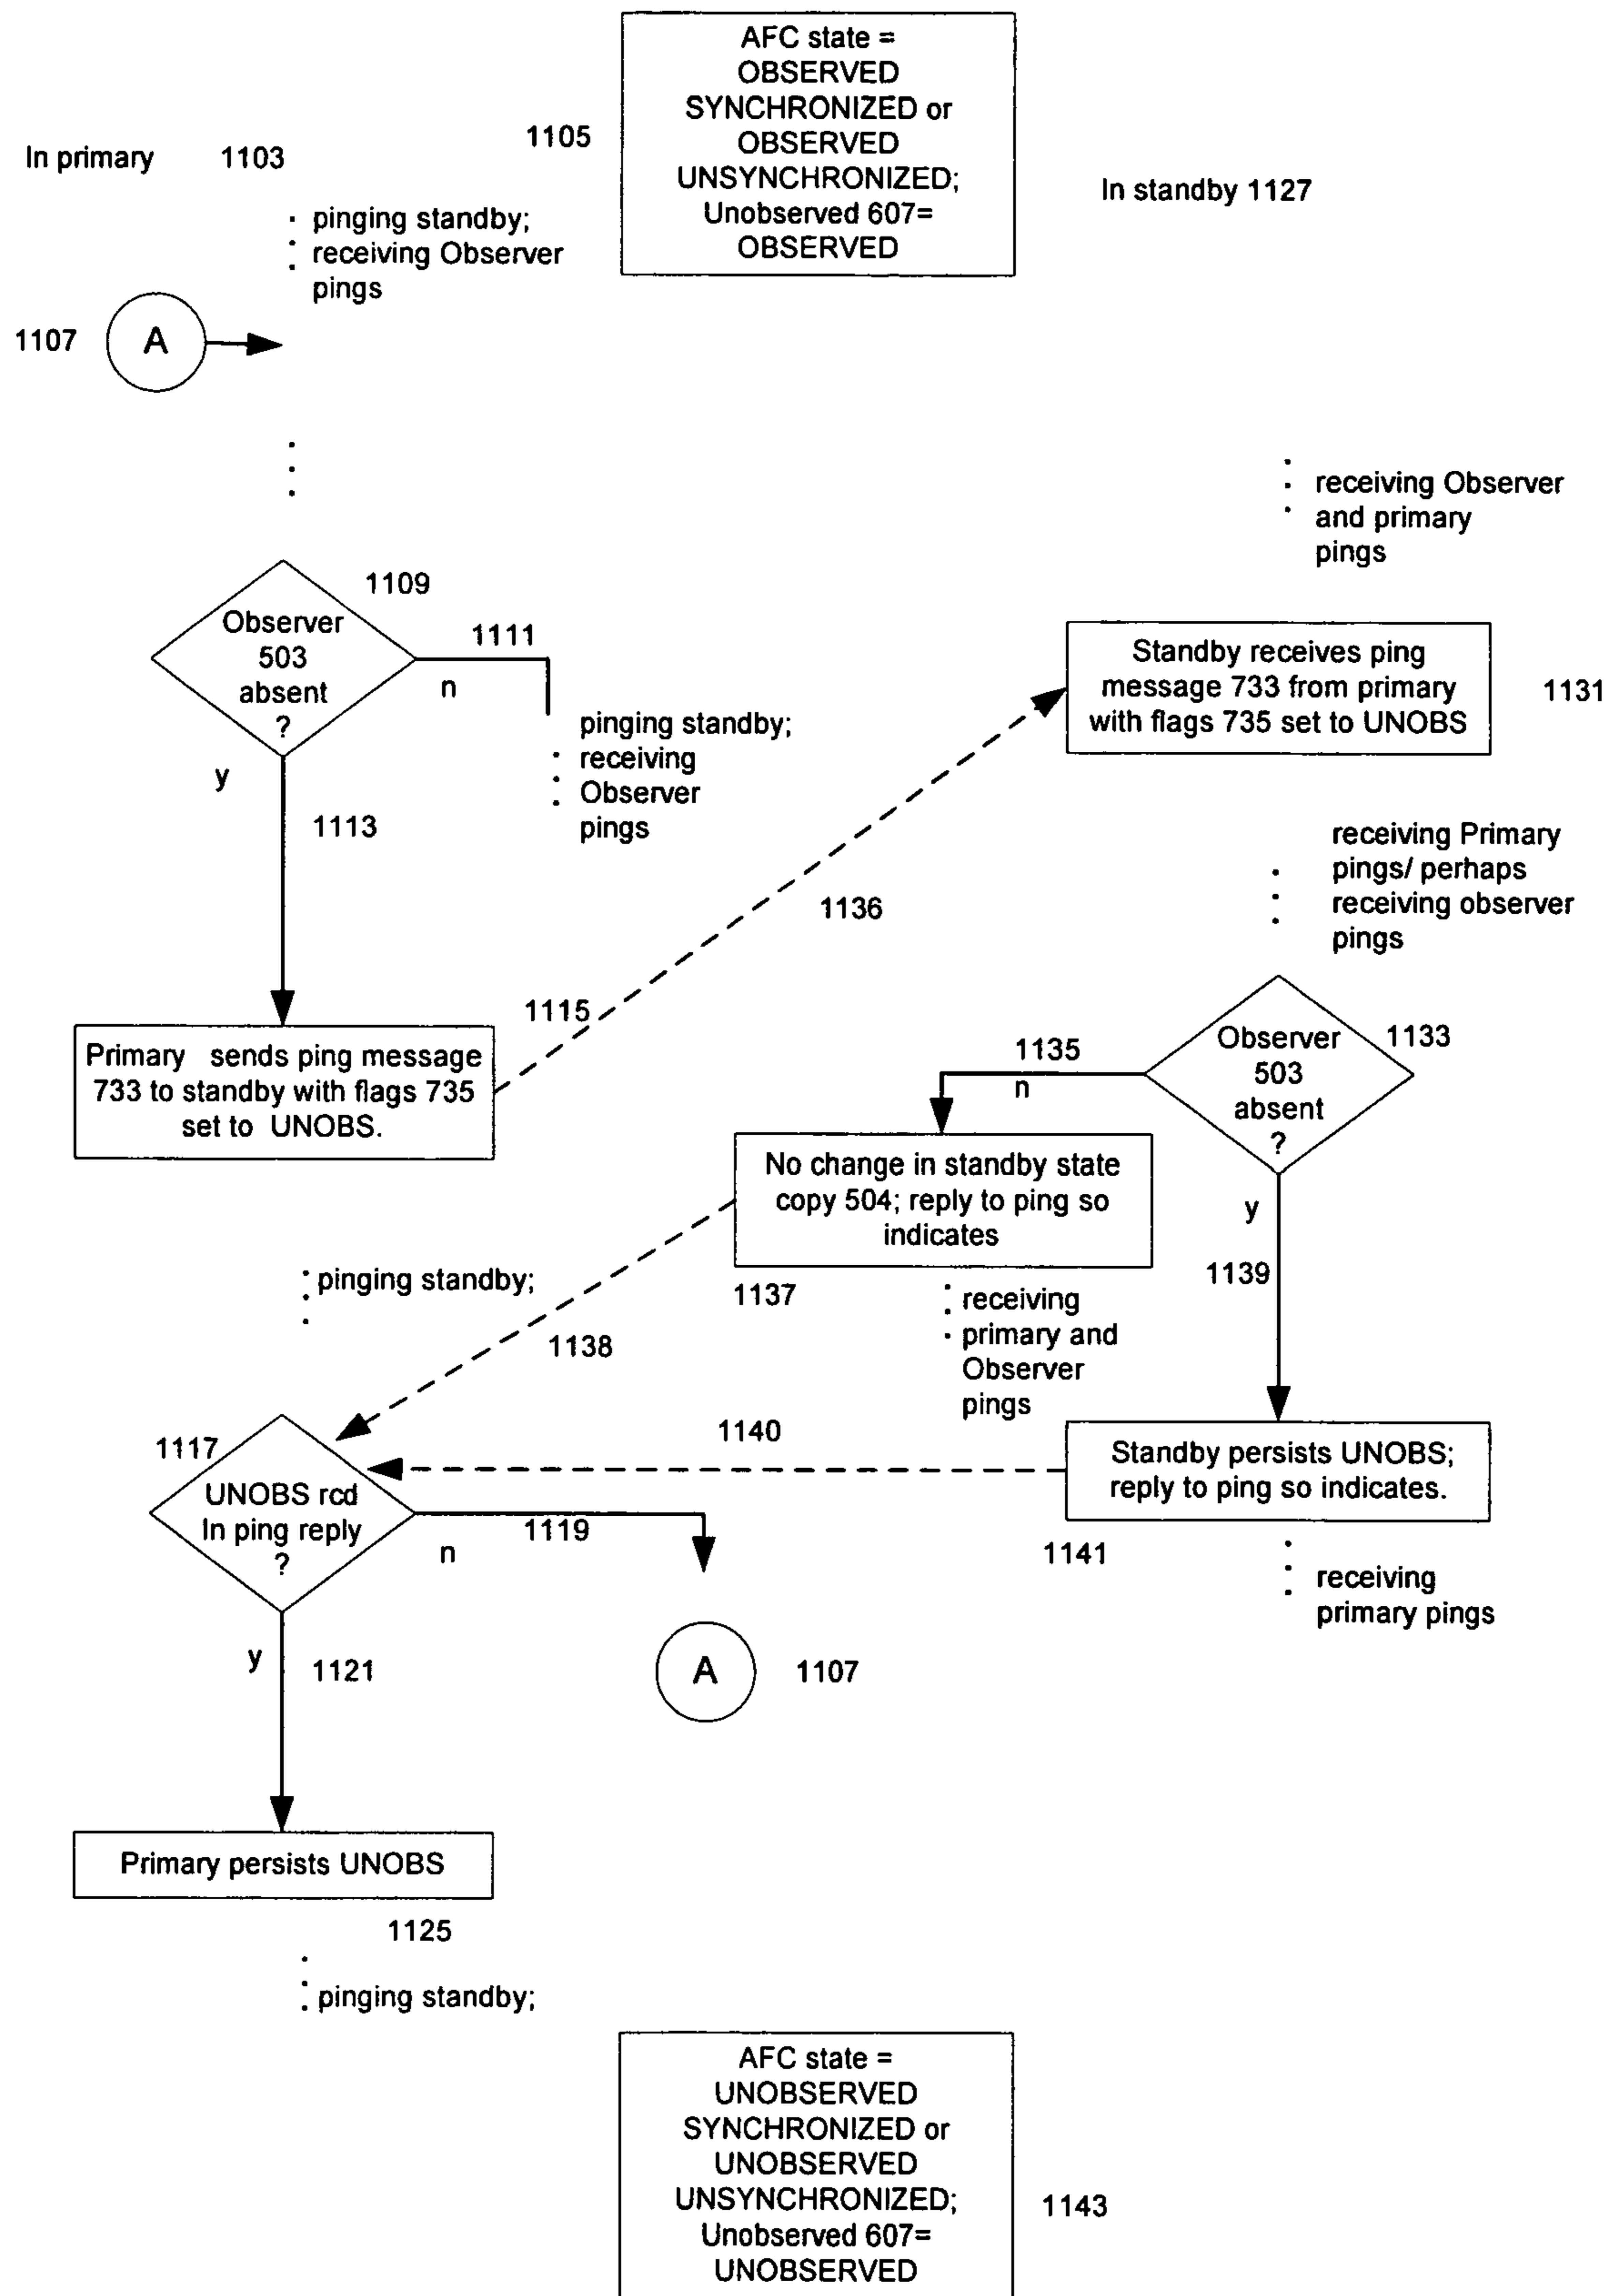 AFC state =
OBSERVED
SYNCHRONIZED or
OBSERVED
UNSYNCHRONIZED;
Unobserved 607=
OBSERVED
1105
In primary 1103
In standby 1127
pinging standby;
receiving Observer
pings
1107
A
receiving Observer
and primary
pings
1109
Observer
503
absent
?
1111
n
y
1113
pinging standby;
receiving
Observer
pings
Standby receives ping
message 733 from primary
with flags 735 set to UNOBS
1131
1136
receiving Primary
pings/ perhaps
receiving observer
pings
1115
Primary sends ping message
733 to standby with flags 735
set to UNOBS.
1133
Observer
503
absent
?
1135
n
y
1139
No change in standby state
copy 504; reply to ping so
indicates
1137
receiving
primary and
Observer
pings
pinging standby;
1138
1140
1117
UNOBS rcd
In ping reply
?
1119
n
y
1121
Standby persists UNOBS;
reply to ping so indicates.
1141
receiving
primary pings
A
1107
Primary persists UNOBS
1125
pinging standby;
AFC state =
UNOBSERVED
SYNCHRONIZED or
UNOBSERVED
UNSYNCHRONIZED;
Unobserved 607=
UNOBSERVED
1143